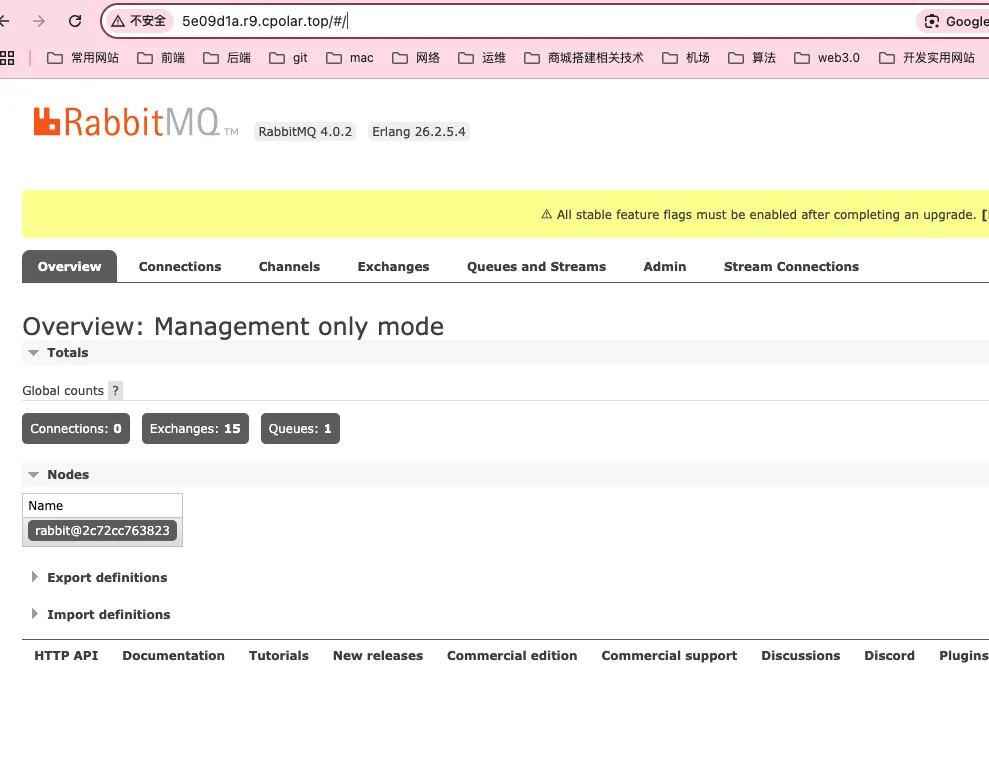 不安全 5e09d1a.r9.cpolar.top/#/ Google
常用网站 前端 后端 git mac 网络 运维 商城搭建相关技术 机场 算法 web3.0 开发实用网站
RabbitMQ TM RabbitMQ 4.0.2 Erlang 26.2.5.4
⚠ All stable feature flags must be enabled after completing an upgrade. [
Overview Connections Channels Exchanges Queues and Streams Admin Stream Connections
Overview: Management only mode
Totals
Global counts ?
Connections: 0 Exchanges: 15 Queues: 1
Nodes
Name
rabbit@2c72cc763823
Export definitions
Import definitions
HTTP API Documentation Tutorials New releases Commercial edition Commercial support Discussions Discord Plugins